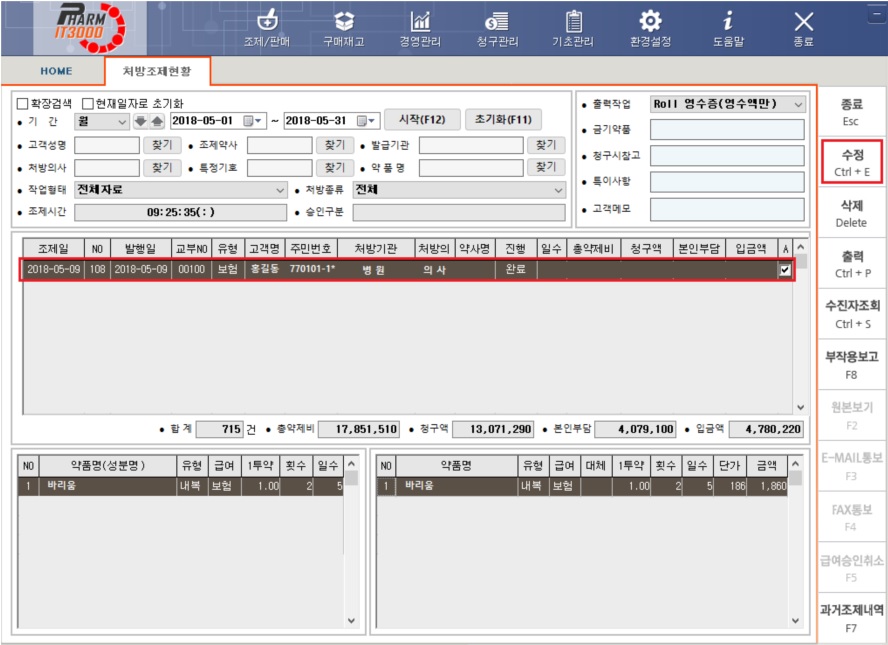 PHARM
IT3000
조제/판매 구매재고 경영관리 청구관리 기초관리 환경설정 도움말 종료
HOME 처방조제현황
확장검색 현재일자로 초기화
기 간 월 2018-05-01 ~ 2018-05-31 시작(F12) 초기화(F11)
고객성명 찾기 조제약사 찾기 발급기관 찾기
처방의사 찾기 특정기호 찾기 약 품 명 찾기
작업형태 전체자료 처방종류 전체
조제시간 09:25:35( : ) 승인구분
출력작업 Roll 영수증(영수액만)
금기약품
청구시참고
특이사항
고객메모
조제일 NO 발행일 교부NO 유형 고객명 주민번호 처방기관 처방의 약사명 진행 일수 총약제비 청구액 본인부담 입금액 A
2018-05-09 108 2018-05-09 00100 보험 홍길동 770101-1* 병 원 의 사 완료
합 계 715 건 총약제비 17,851,510 청구액 13,071,290 본인부담 4,079,100 입금액 4,780,220
NO 약품명(성분명) 유형 급여 1투약 횟수 일수
1 바리움 내복 보험 1.00 2 5
NO 약품명 유형 급여 대체 1투약 횟수 일수 단가 금액
1 바리움 내복 보험 1.00 2 5 186 1,860
종료
Esc
수정
Ctrl + E
삭제
Delete
출력
Ctrl + P
수진자조회
Ctrl + S
부작용보고
F8
원본보기
F2
E-MAIL통보
F3
FAX통보
F4
급여승인취소
F5
과거조제내역
F7